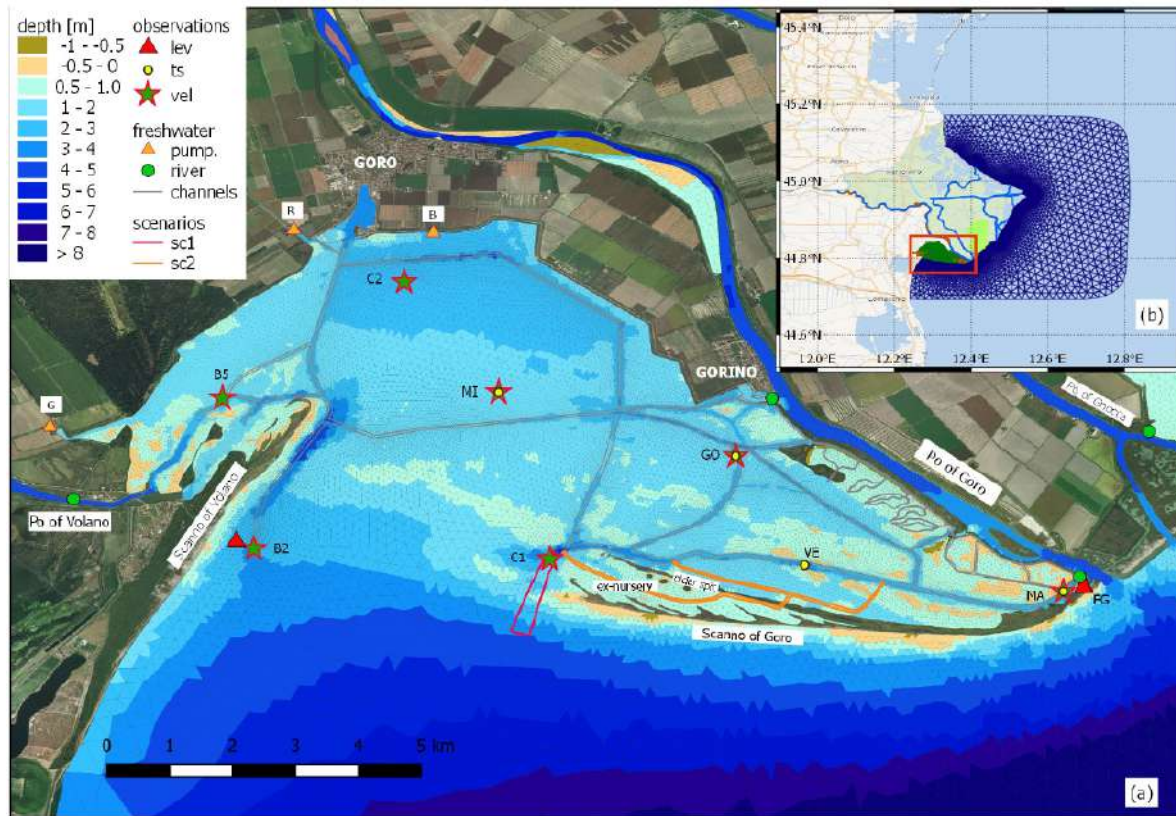 depth [m]
-1 - -0.5
-0.5 - 0
0.5 - 1.0
1 - 2
2 - 3
3 - 4
4 - 5
5 - 6
6 - 7
7 - 8
> 8
observations
lev
ts
vel
freshwater
pump.
river
channels
scenarios
sc1
sc2
GORO
R
B
C2
B5
MI
G
GORINO
GO
Po of Gnocca
Po of Goro
Po of Volano
Scanno of Volano
B2
C1
VE
ex-nursery
older spit
MA
FG
Scanno of Goro
0 1 2 3 4 5 km
(a)
45.4°N
45.2°N
45.0°N
44.8°N
44.6°N
12.0°E 12.2°E 12.4°E 12.6°E 12.8°E
(b)